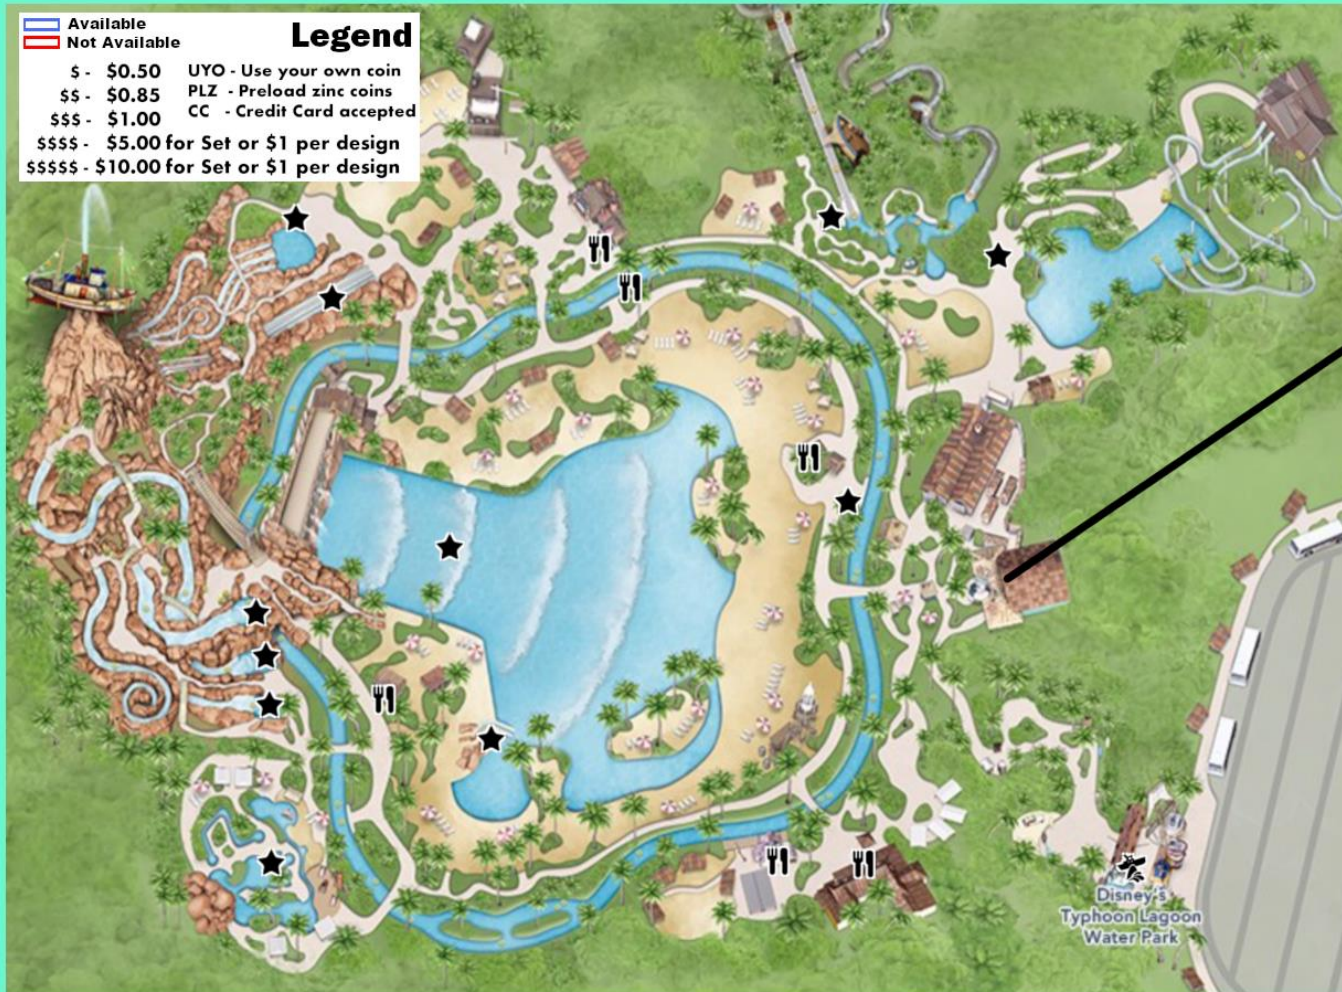 Legend
Available
Not Available
$ - $0.50
$$ - $0.85
$$$ - $1.00
$$$$ - $5.00 for Set or $1 per design
$$$$$ - $10.00 for Set or $1 per design
UYO - Use your own coin
PLZ - Preload zinc coins
CC - Credit Card accepted
Disney's
Typhoon Lagoon
Water Park